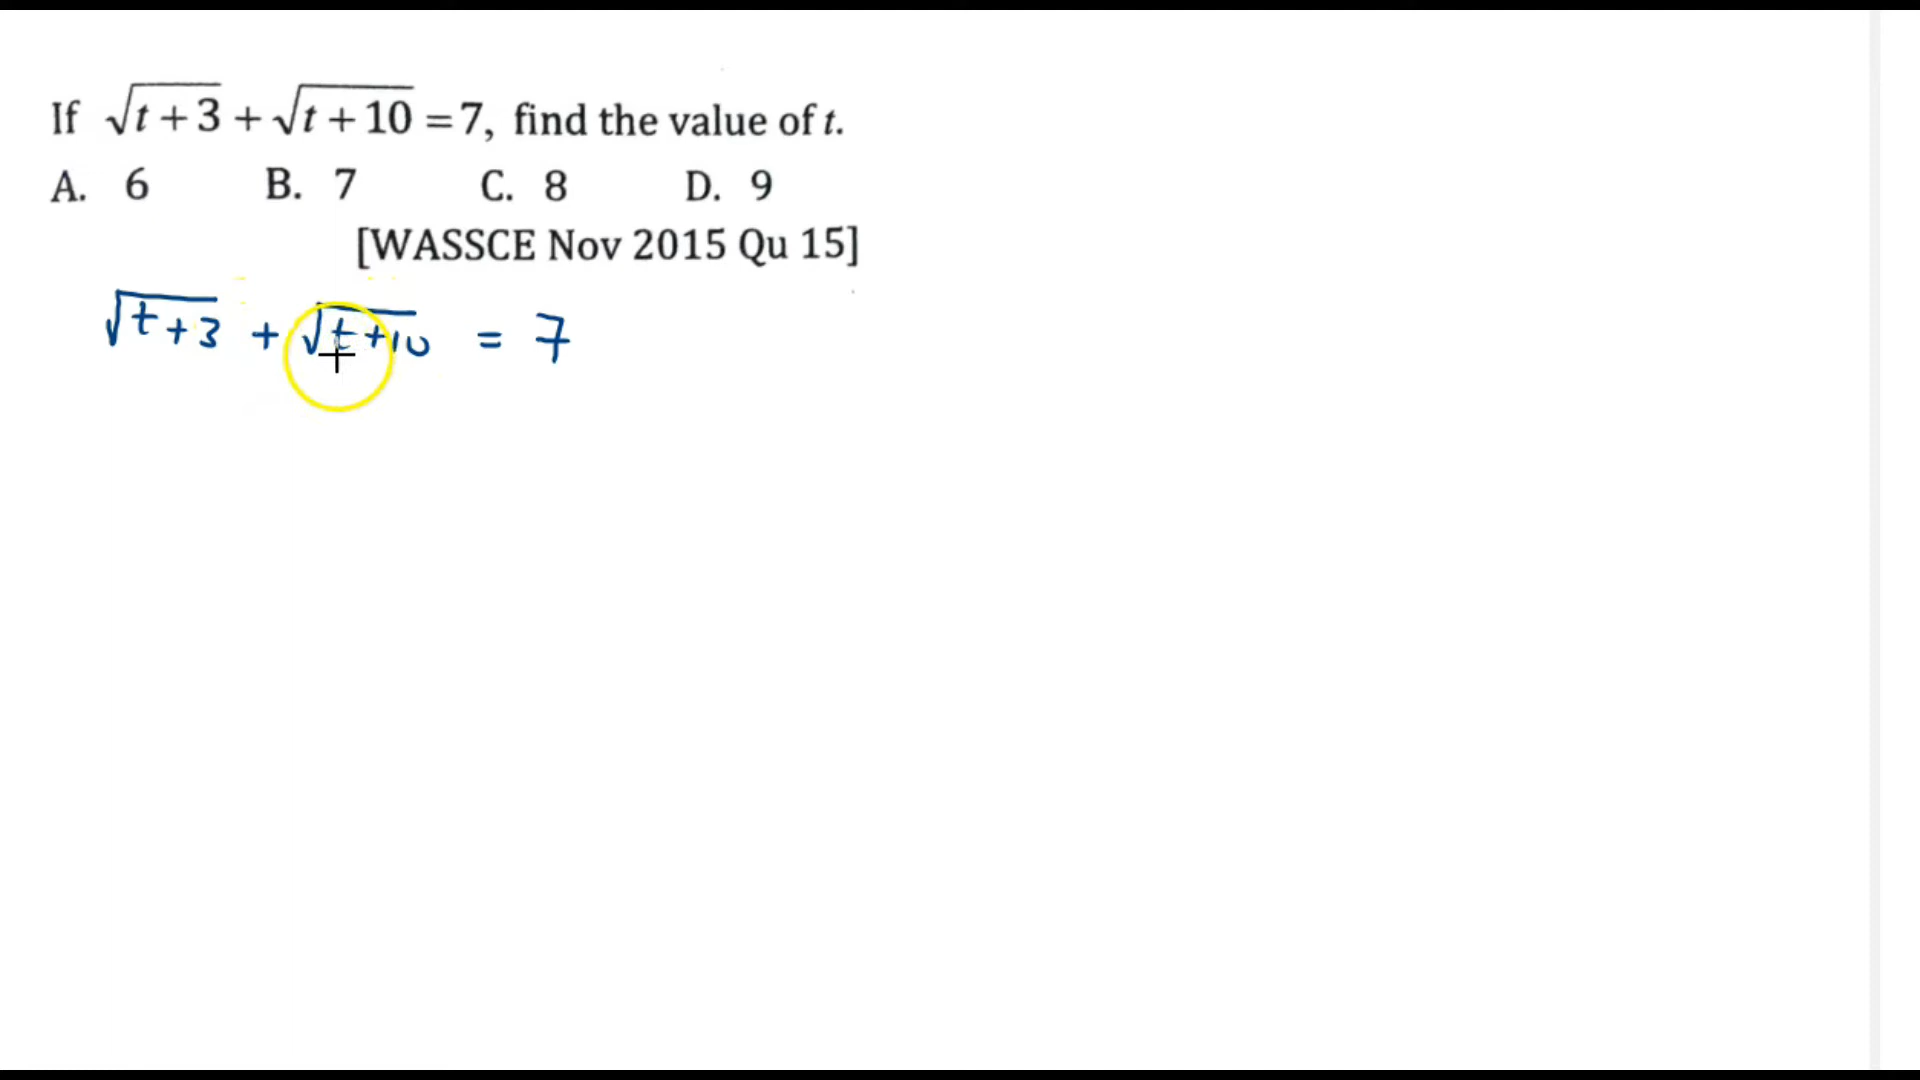 If √t + 3 + √t + 10 = 7, find the value of t.
A. 6 B. 7 C. 8 D. 9
[WASSCE Nov 2015 Qu 15]
√t+3 + √t+10 = 7